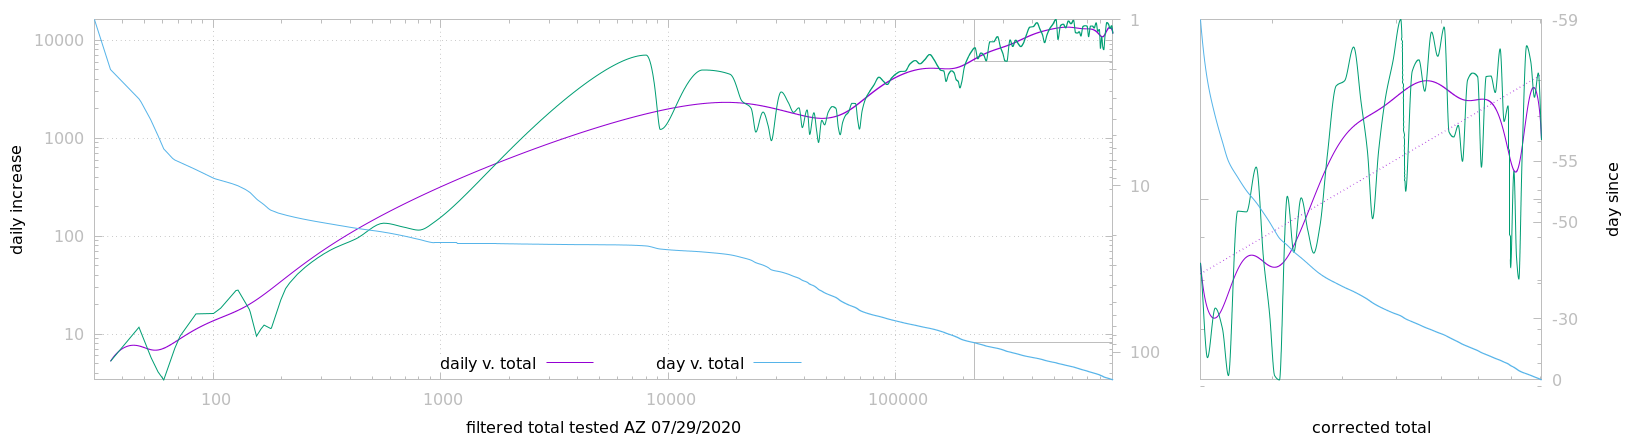 daily increase
10000
1000
100
10
100
1000
10000
100000
daily v. total
day v. total
1
10
100
filtered total tested AZ 07/29/2020
-59
-55
-50
-30
0
day since
corrected total